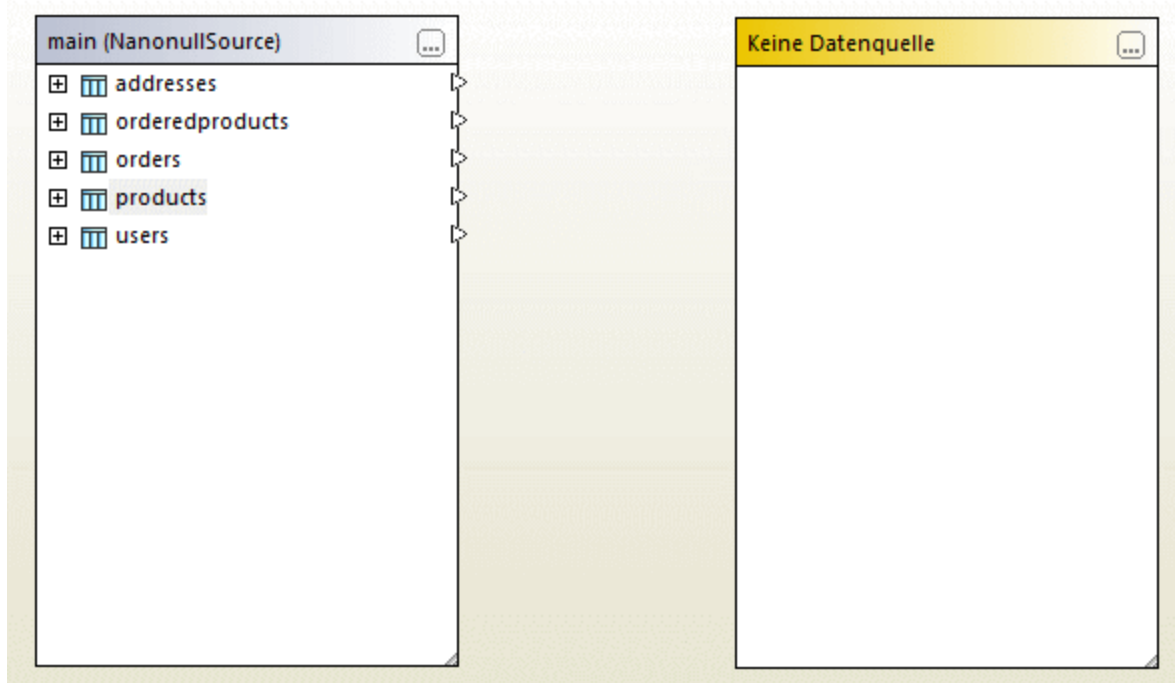 main (NanonullSource)
addresses
orderedproducts
orders
products
users
Keine Datenquelle